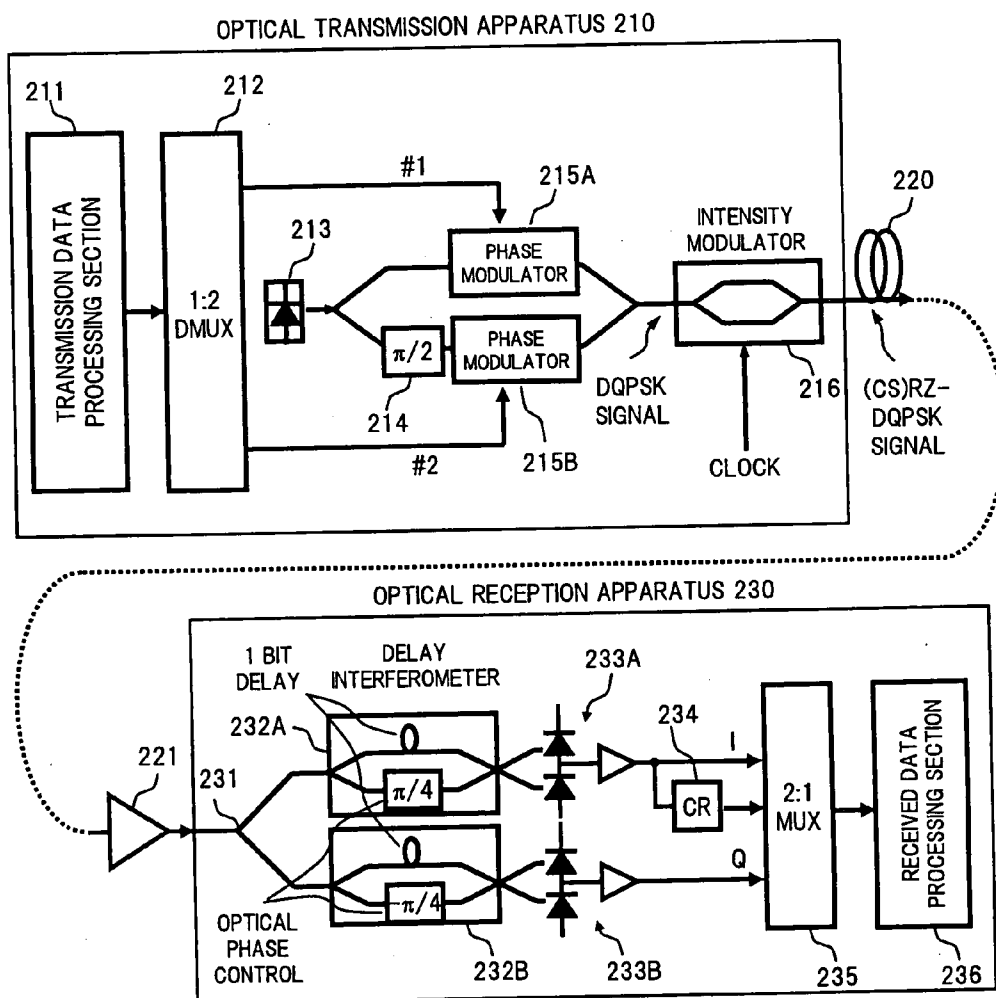 OPTICAL TRANSMISSION APPARATUS 210
211
212
TRANSMISSION DATA
PROCESSING SECTION
1:2
DMUX
#1
213
215A
PHASE
MODULATOR
π/2
214
PHASE
MODULATOR
215B
#2
DQPSK
SIGNAL
INTENSITY
MODULATOR
216
CLOCK
220
(CS)RZ-
DQPSK
SIGNAL
OPTICAL RECEPTION APPARATUS 230
221
231
1 BIT
DELAY
DELAY
INTERFEROMETER
232A
π/4
π/4
OPTICAL
PHASE
CONTROL
232B
233A
233B
234
CR
I
Q
2:1
MUX
235
RECEIVED DATA
PROCESSING SECTION
236